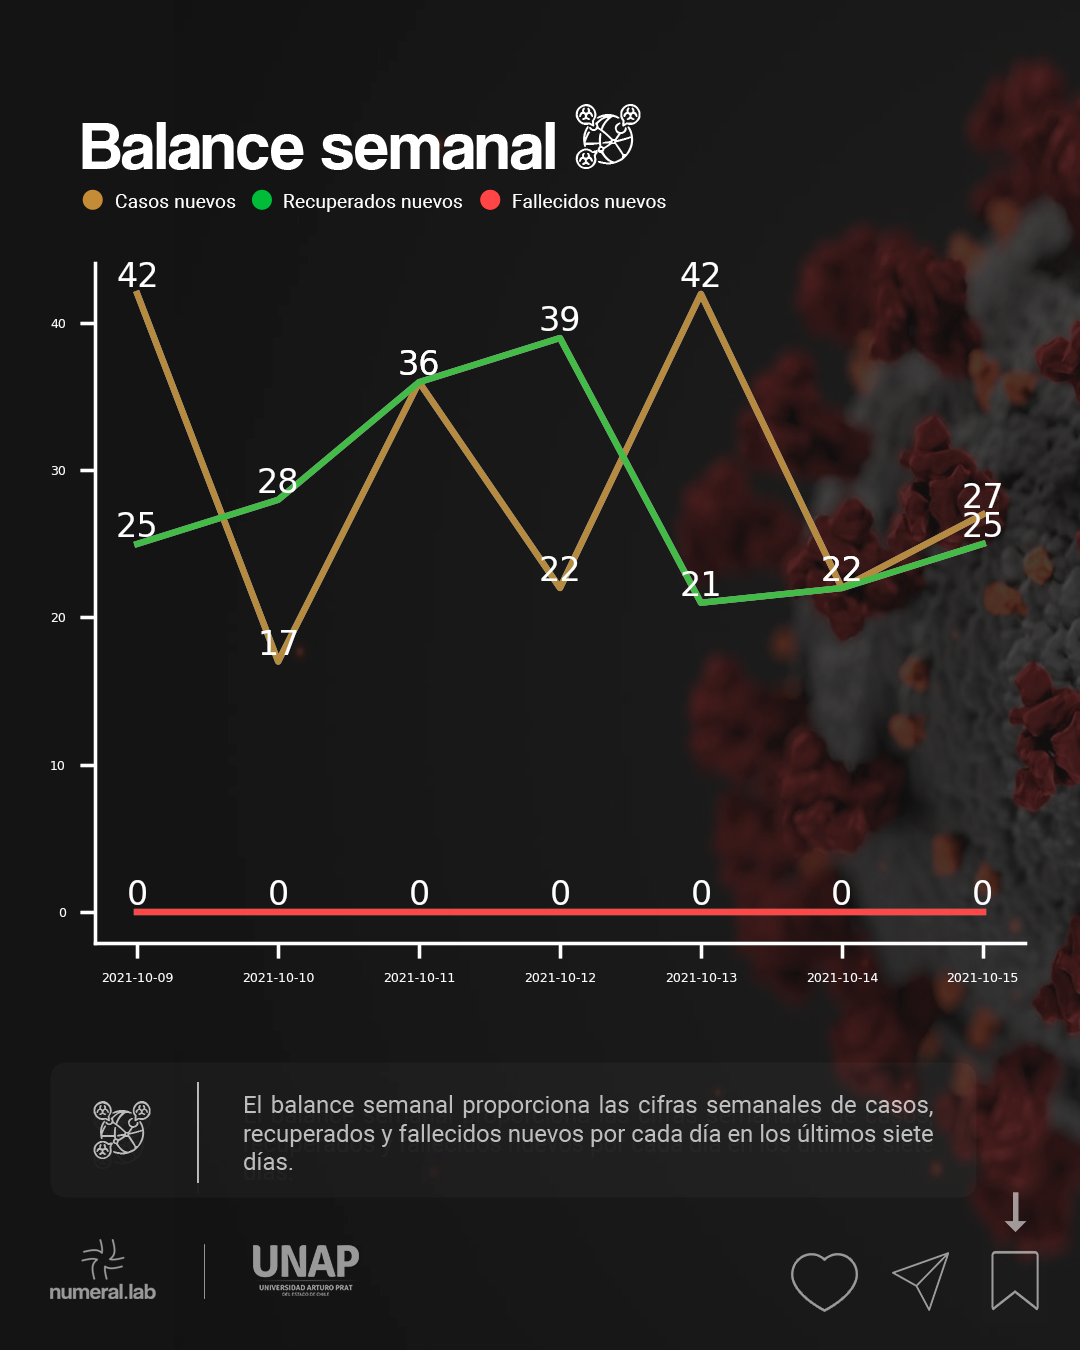 Balance semanal
Casos nuevos Recuperados nuevos Fallecidos nuevos
42 42
39
40
36
30
28
27
25 25
22 22
21
20
17
10
0 0 0 0 0 0 0
0
2021-10-09 2021-10-10 2021-10-11 2021-10-12 2021-10-13 2021-10-14 2021-10-15
El balance semanal proporciona las cifras semanales de casos,
recuperados y fallecidos nuevos por cada día en los últimos siete
días.
numeral.lab
UNAP
UNIVERSIDAD ARTURO PRAT
DEL ESTADO DE CHILE